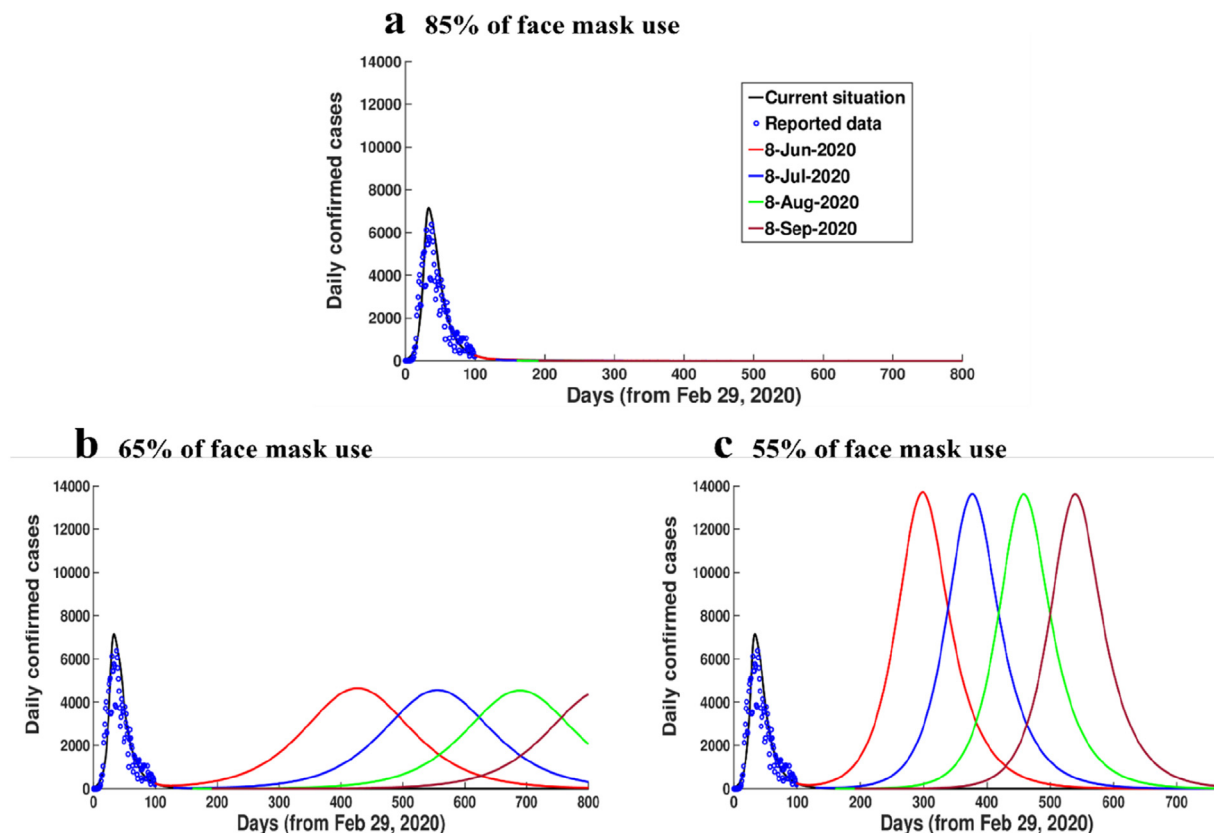 a 85% of face mask use
14000
12000
10000
8000
6000
4000
2000
0
Daily confirmed cases
Current situation
Reported data
8-Jun-2020
8-Jul-2020
8-Aug-2020
8-Sep-2020
0 100 200 300 400 500 600 700 800
Days (from Feb 29, 2020)
b 65% of face mask use
14000
12000
10000
8000
6000
4000
2000
0
Daily confirmed cases
0 100 200 300 400 500 600 700 800
Days (from Feb 29, 2020)
c 55% of face mask use
14000
12000
10000
8000
6000
4000
2000
0
Daily confirmed cases
0 100 200 300 400 500 600 700
Days (from Feb 29, 2020)